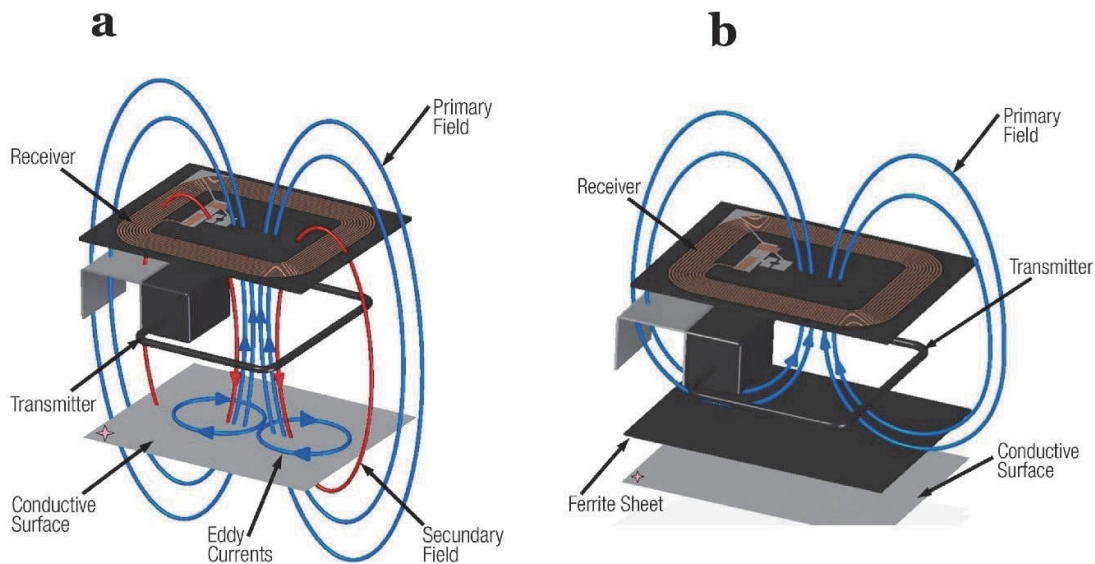 a
Primary
Field
Receiver
Transmitter
Conductive
Surface
Eddy
Currents
Secundary
Field
b
Primary
Field
Receiver
Transmitter
Ferrite Sheet
Conductive
Surface